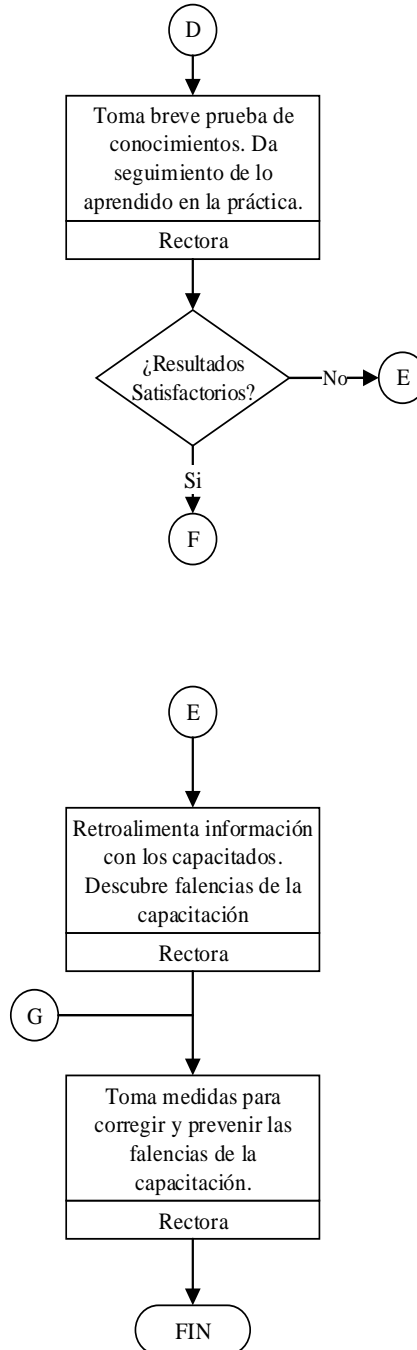 D
Toma breve prueba de
conocimientos. Da
seguimiento de lo
aprendido en la práctica.
Rectora
¿Resultados
Satisfactorios?
No
E
Si
F
E
Retroalimenta información
con los capacitados.
Descubre falencias de la
capacitación
Rectora
G
Toma medidas para
corregir y prevenir las
falencias de la
capacitación.
Rectora
FIN